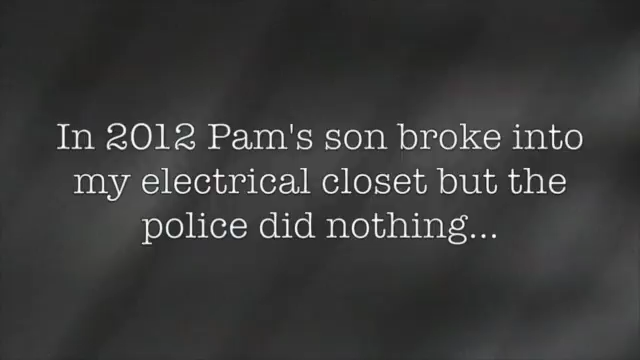 In 2012 Pam's son broke into
my electrical closet but the
police did nothing...